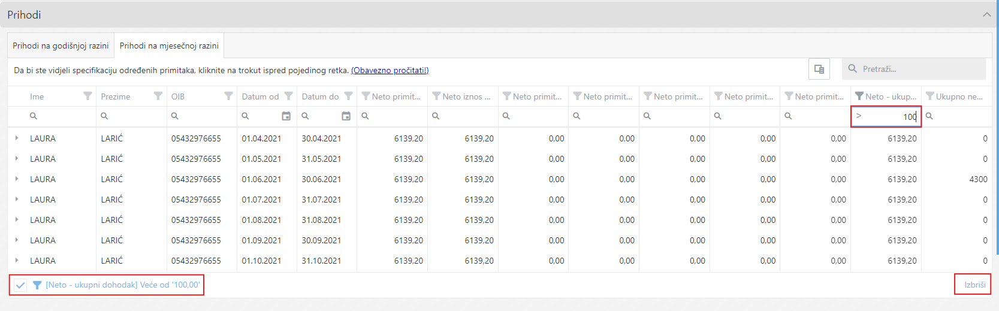 Prihodi
Prihodi na godišnjoj razini Prihodi na mjesečnoj razini
Da bi ste vidjeli specifikaciju određenih primitaka, kliknite na trokut ispred pojedinog retka. (Obavezno pročitati!) Pretraži...
Ime Prezime OIB Datum od Datum do Neto primit... Neto iznos ... Neto primit... Neto primit... Neto primit... Neto primit... Neto primit... Neto - ukup... Ukupno ne...
> 100
LAURA LARIĆ 05432976655 01.04.2021 30.04.2021 6139,20 6139,20 0,00 0,00 0,00 0,00 0,00 6139,20 0
LAURA LARIĆ 05432976655 01.05.2021 31.05.2021 6139,20 6139,20 0,00 0,00 0,00 0,00 0,00 6139,20 0
LAURA LARIĆ 05432976655 01.06.2021 30.06.2021 6139,20 6139,20 0,00 0,00 0,00 0,00 0,00 6139,20 4300
LAURA LARIĆ 05432976655 01.07.2021 31.07.2021 6139,20 6139,20 0,00 0,00 0,00 0,00 0,00 6139,20 0
LAURA LARIĆ 05432976655 01.08.2021 31.08.2021 6139,20 6139,20 0,00 0,00 0,00 0,00 0,00 6139,20 0
LAURA LARIĆ 05432976655 01.09.2021 30.09.2021 6139,20 6139,20 0,00 0,00 0,00 0,00 0,00 6139,20 0
LAURA LARIĆ 05432976655 01.10.2021 31.10.2021 6139,20 6139,20 0,00 0,00 0,00 0,00 0,00 6139,20 0
[Neto - ukupni dohodak] Veće od '100,00' Izbriši